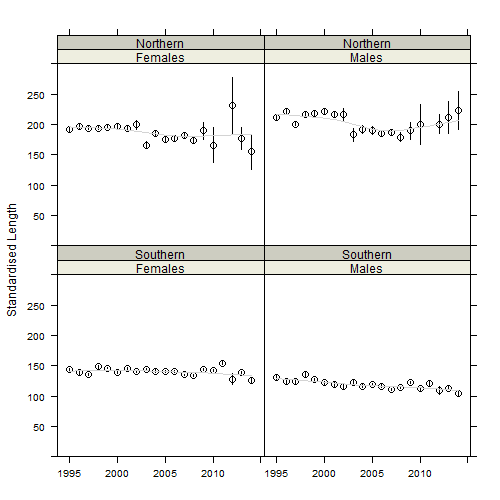 Northern Northern
Females Males
250
200
150
100
50
Southern Southern
Females Males
250
200
150
100
50
Standardised Length
1995 2000 2005 2010 1995 2000 2005 2010